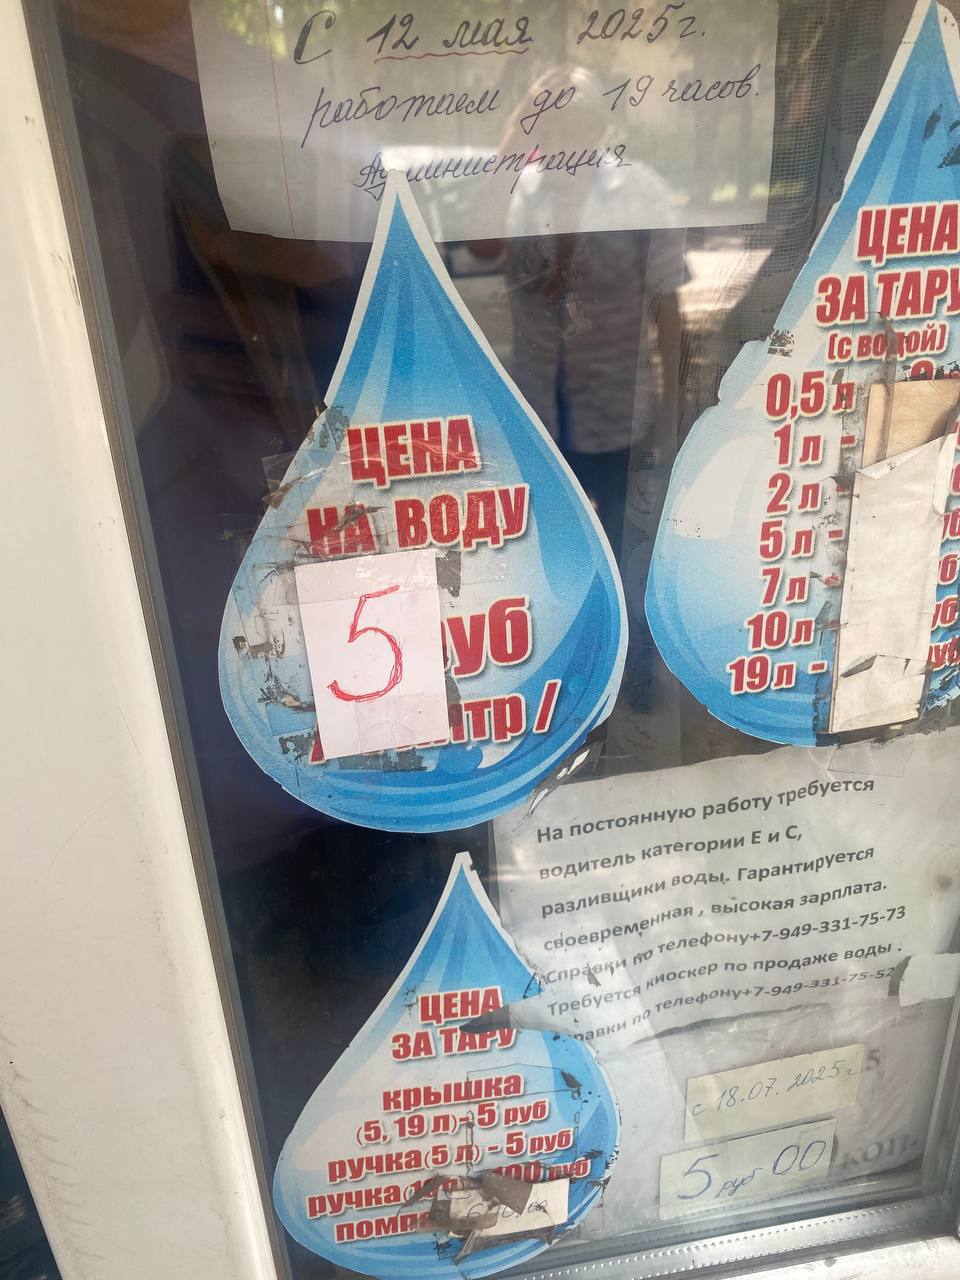 С 12 мая 2025г.
работаем до 19 часов.
Администрация
ЦЕНА
НА ВОДУ
5 руб
/ литр /
ЦЕНА
ЗА ТАРУ
(с водой)
0,5 л
1 л -
2 л -
5 л -
7 л -
10 л
19 л -
На постоянную работу требуется
водитель категории Е и С,
разливщики воды. Гарантируется
своевременная , высокая зарплата.
Справки по телефону+7-949-331-75-73
Требуется киоскер по продаже воды .
Справки по телефону+7-949-331-75-52
ЦЕНА
ЗА ТАРУ
крышка
(5, 19 л)- 5 руб
ручка(5 л) - 5 руб
ручка 100 руб
с 18.07.2025г.
5 руб 00
коп.